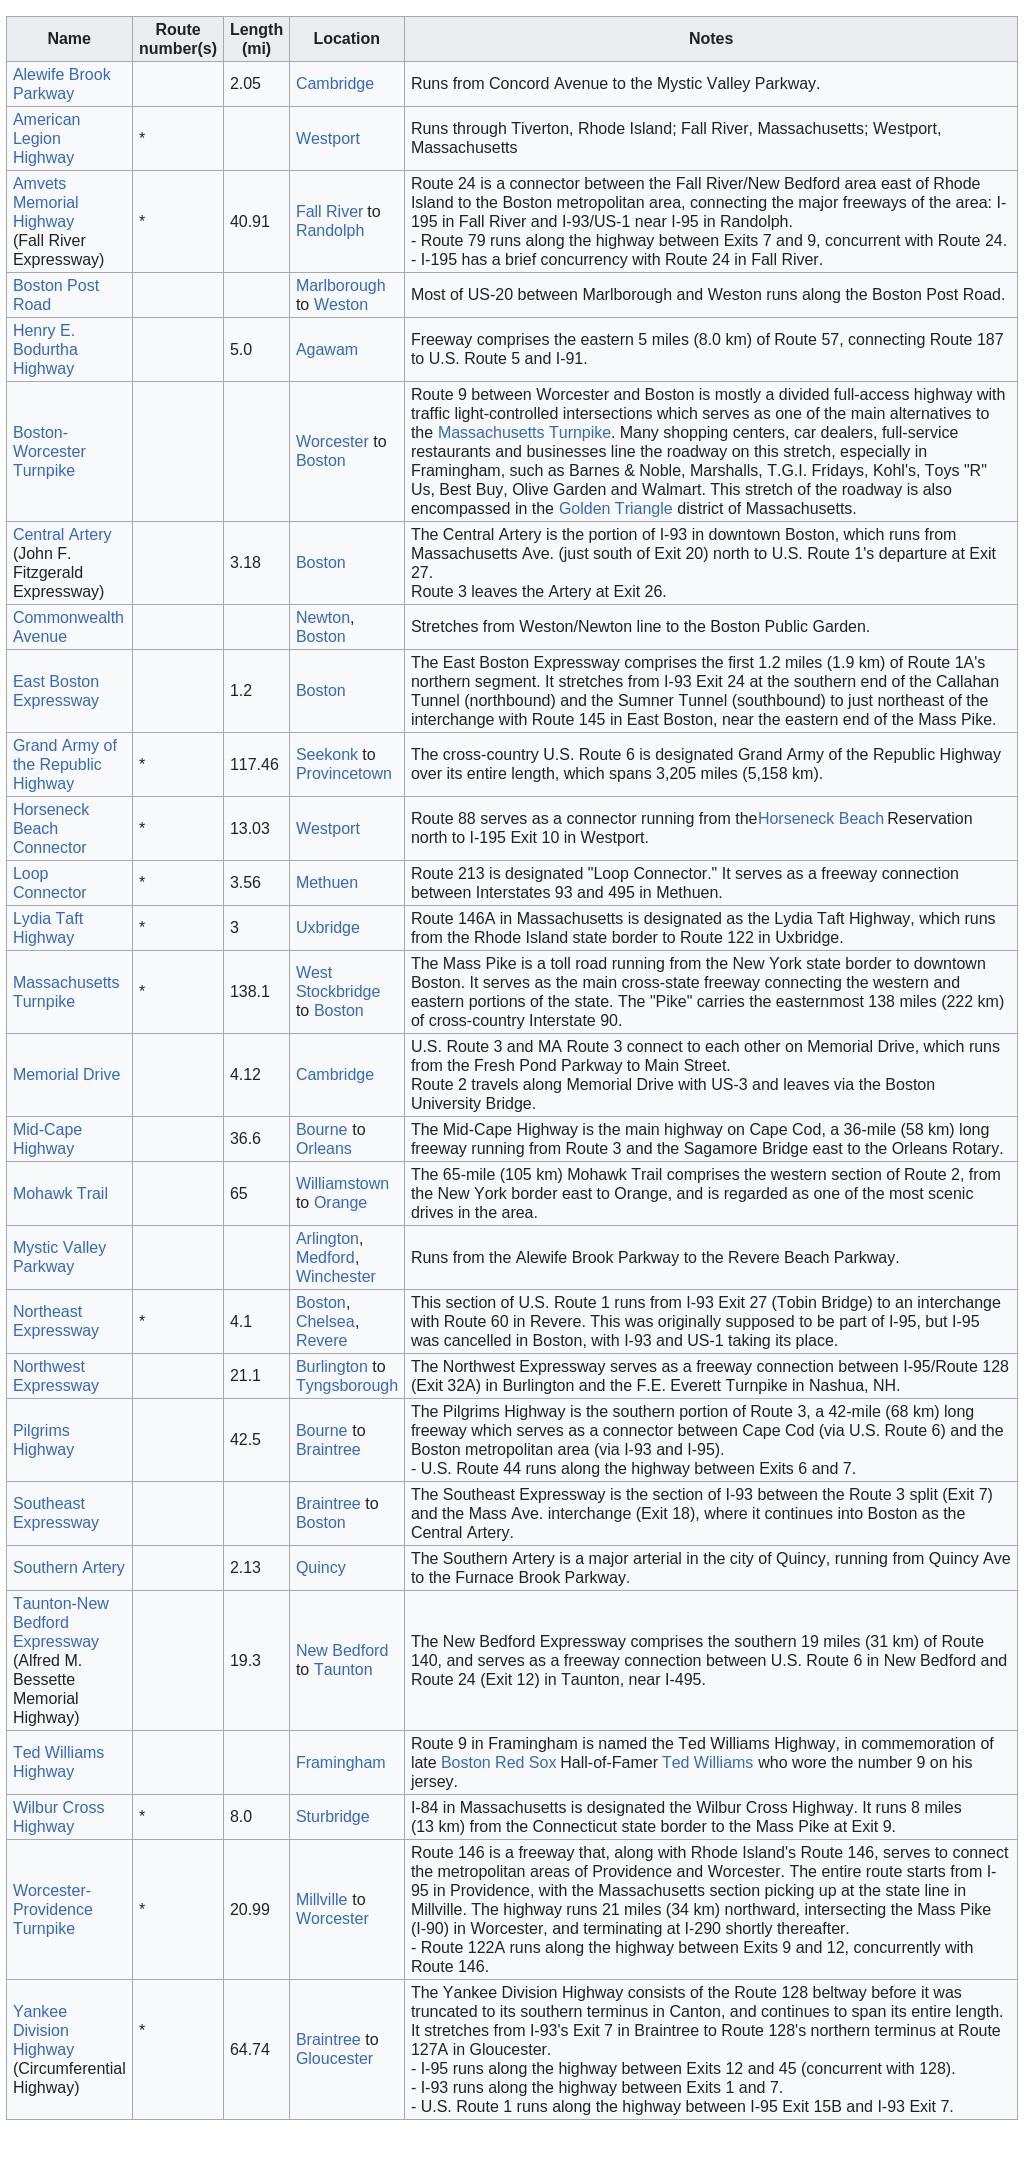 Name
Route number(s)
Length (mi)
Location
Notes
Alewife Brook
Parkway
2.05
Cambridge
Runs from Concord Avenue to the Mystic Valley Parkway.
American
Legion
Highway
*
Westport
Runs through Tiverton, Rhode Island; Fall River, Massachusetts; Westport,
Massachusetts
Amvets
Memorial
Highway
(Fall River
Expressway)
*
40.91
Fall River to
Randolph
Route 24 is a connector between the Fall River/New Bedford area east of Rhode
Island to the Boston metropolitan area, connecting the major freeways of the area: I-
195 in Fall River and I-93/US-1 near I-95 in Randolph.
- Route 79 runs along the highway between Exits 7 and 9, concurrent with Route 24.
- I-195 has a brief concurrency with Route 24 in Fall River.
Boston Post
Road
Marlborough
to Weston
Most of US-20 between Marlborough and Weston runs along the Boston Post Road.
Henry E.
Bodurtha
Highway
5.0
Agawam
Freeway comprises the eastern 5 miles (8.0 km) of Route 57, connecting Route 187
to U.S. Route 5 and I-91.
Boston-
Worcester
Turnpike
Worcester to
Boston
Route 9 between Worcester and Boston is mostly a divided full-access highway with
traffic light-controlled intersections which serves as one of the main alternatives to
the Massachusetts Turnpike. Many shopping centers, car dealers, full-service
restaurants and businesses line the roadway on this stretch, especially in
Framingham, such as Barnes & Noble, Marshalls, T.G.I. Fridays, Kohl's, Toys "R"
Us, Best Buy, Olive Garden and Walmart. This stretch of the roadway is also
encompassed in the Golden Triangle district of Massachusetts.
Central Artery
(John F.
Fitzgerald
Expressway)
3.18
Boston
The Central Artery is the portion of I-93 in downtown Boston, which runs from
Massachusetts Ave. (just south of Exit 20) north to U.S. Route 1's departure at Exit
27.
Route 3 leaves the Artery at Exit 26.
Commonwealth
Avenue
Newton,
Boston
Stretches from Weston/Newton line to the Boston Public Garden.
East Boston
Expressway
1.2
Boston
The East Boston Expressway comprises the first 1.2 miles (1.9 km) of Route 1A's
northern segment. It stretches from I-93 Exit 24 at the southern end of the Callahan
Tunnel (northbound) and the Sumner Tunnel (southbound) to just northeast of the
interchange with Route 145 in East Boston, near the eastern end of the Mass Pike.
Grand Army of
the Republic
Highway
*
117.46
Seekonk to
Provincetown
The cross-country U.S. Route 6 is designated Grand Army of the Republic Highway
over its entire length, which spans 3,205 miles (5,158 km).
Horseneck
Beach
Connector
*
13.03
Westport
Route 88 serves as a connector running from theHorseneck Beach Reservation
north to I-195 Exit 10 in Westport.
Loop
Connector
*
3.56
Methuen
Route 213 is designated "Loop Connector." It serves as a freeway connection
between Interstates 93 and 495 in Methuen.
Lydia Taft
Highway
*
3
Uxbridge
Route 146A in Massachusetts is designated as the Lydia Taft Highway, which runs
from the Rhode Island state border to Route 122 in Uxbridge.
Massachusetts
Turnpike
*
138.1
West
Stockbridge
to Boston
The Mass Pike is a toll road running from the New York state border to downtown
Boston. It serves as the main cross-state freeway connecting the western and
eastern portions of the state. The "Pike" carries the easternmost 138 miles (222 km)
of cross-country Interstate 90.
Memorial Drive
4.12
Cambridge
U.S. Route 3 and MA Route 3 connect to each other on Memorial Drive, which runs
from the Fresh Pond Parkway to Main Street.
Route 2 travels along Memorial Drive with US-3 and leaves via the Boston
University Bridge.
Mid-Cape
Highway
36.6
Bourne to
Orleans
The Mid-Cape Highway is the main highway on Cape Cod, a 36-mile (58 km) long
freeway running from Route 3 and the Sagamore Bridge east to the Orleans Rotary.
Mohawk Trail
65
Williamstown
to Orange
The 65-mile (105 km) Mohawk Trail comprises the western section of Route 2, from
the New York border east to Orange, and is regarded as one of the most scenic
drives in the area.
Mystic Valley
Parkway
Arlington,
Medford,
Winchester
Runs from the Alewife Brook Parkway to the Revere Beach Parkway.
Northeast
Expressway
*
4.1
Boston,
Chelsea,
Revere
This section of U.S. Route 1 runs from I-93 Exit 27 (Tobin Bridge) to an interchange
with Route 60 in Revere. This was originally supposed to be part of I-95, but I-95
was cancelled in Boston, with I-93 and US-1 taking its place.
Northwest
Expressway
21.1
Burlington to
Tyngsborough
The Northwest Expressway serves as a freeway connection between I-95/Route 128
(Exit 32A) in Burlington and the F.E. Everett Turnpike in Nashua, NH.
Pilgrims
Highway
42.5
Bourne to
Braintree
The Pilgrims Highway is the southern portion of Route 3, a 42-mile (68 km) long
freeway which serves as a connector between Cape Cod (via U.S. Route 6) and the
Boston metropolitan area (via I-93 and I-95).
- U.S. Route 44 runs along the highway between Exits 6 and 7.
Southeast
Expressway
Braintree to
Boston
The Southeast Expressway is the section of I-93 between the Route 3 split (Exit 7)
and the Mass Ave. interchange (Exit 18), where it continues into Boston as the
Central Artery.
Southern Artery
2.13
Quincy
The Southern Artery is a major arterial in the city of Quincy, running from Quincy Ave
to the Furnace Brook Parkway.
Taunton-New
Bedford
Expressway
(Alfred M.
Bessette
Memorial
Highway)
19.3
New Bedford
to Taunton
The New Bedford Expressway comprises the southern 19 miles (31 km) of Route
140, and serves as a freeway connection between U.S. Route 6 in New Bedford and
Route 24 (Exit 12) in Taunton, near I-495.
Ted Williams
Highway
Framingham
Route 9 in Framingham is named the Ted Williams Highway, in commemoration of
late Boston Red Sox Hall-of-Famer Ted Williams who wore the number 9 on his
jersey.
Wilbur Cross
Highway
*
8.0
Sturbridge
I-84 in Massachusetts is designated the Wilbur Cross Highway. It runs 8 miles
(13 km) from the Connecticut state border to the Mass Pike at Exit 9.
Worcester-
Providence
Turnpike
*
20.99
Millville to
Worcester
Route 146 is a freeway that, along with Rhode Island's Route 146, serves to connect
the metropolitan areas of Providence and Worcester. The entire route starts from I-
95 in Providence, with the Massachusetts section picking up at the state line in
Millville. The highway runs 21 miles (34 km) northward, intersecting the Mass Pike
(I-90) in Worcester, and terminating at I-290 shortly thereafter.
- Route 122A runs along the highway between Exits 9 and 12, concurrently with
Route 146.
Yankee
Division
Highway
(Circumferential
Highway)
*
64.74
Braintree to
Gloucester
The Yankee Division Highway consists of the Route 128 beltway before it was
truncated to its southern terminus in Canton, and continues to span its entire length.
It stretches from I-93's Exit 7 in Braintree to Route 128's northern terminus at Route
127A in Gloucester.
- I-95 runs along the highway between Exits 12 and 45 (concurrent with 128).
- I-93 runs along the highway between Exits 1 and 7.
- U.S. Route 1 runs along the highway between I-95 Exit 15B and I-93 Exit 7.